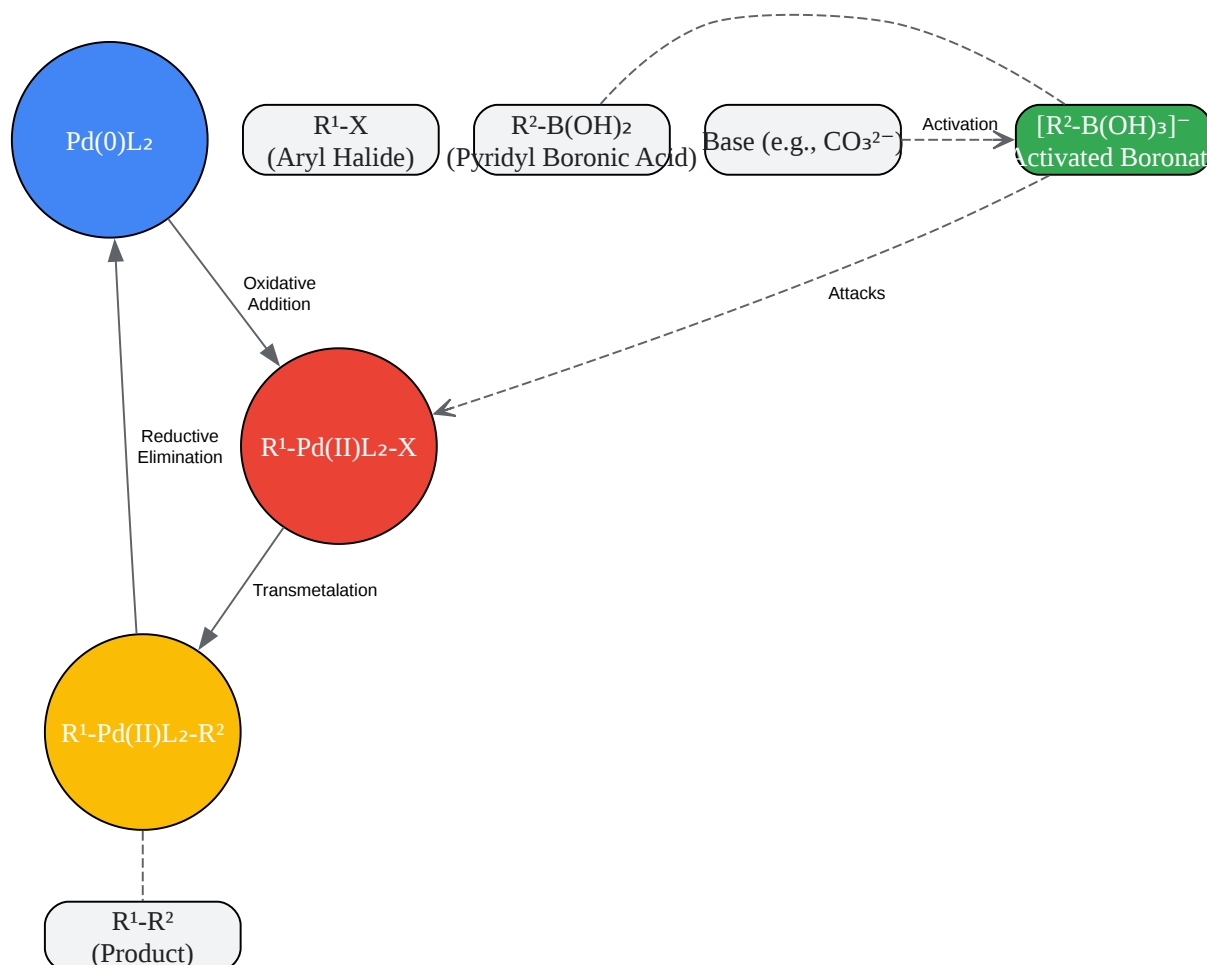 Pd(0)L₂
R¹-X
(Aryl Halide)
R²-B(OH)₂
(Pyridyl Boronic Acid)
Base (e.g., CO₃²⁻)
Activation
[R²-B(OH)₃]⁻
Activated Boronat
Oxidative
Addition
Attacks
Reductive
Elimination
R¹-Pd(II)L₂-X
Transmetalation
R¹-Pd(II)L₂-R²
R¹-R²
(Product)